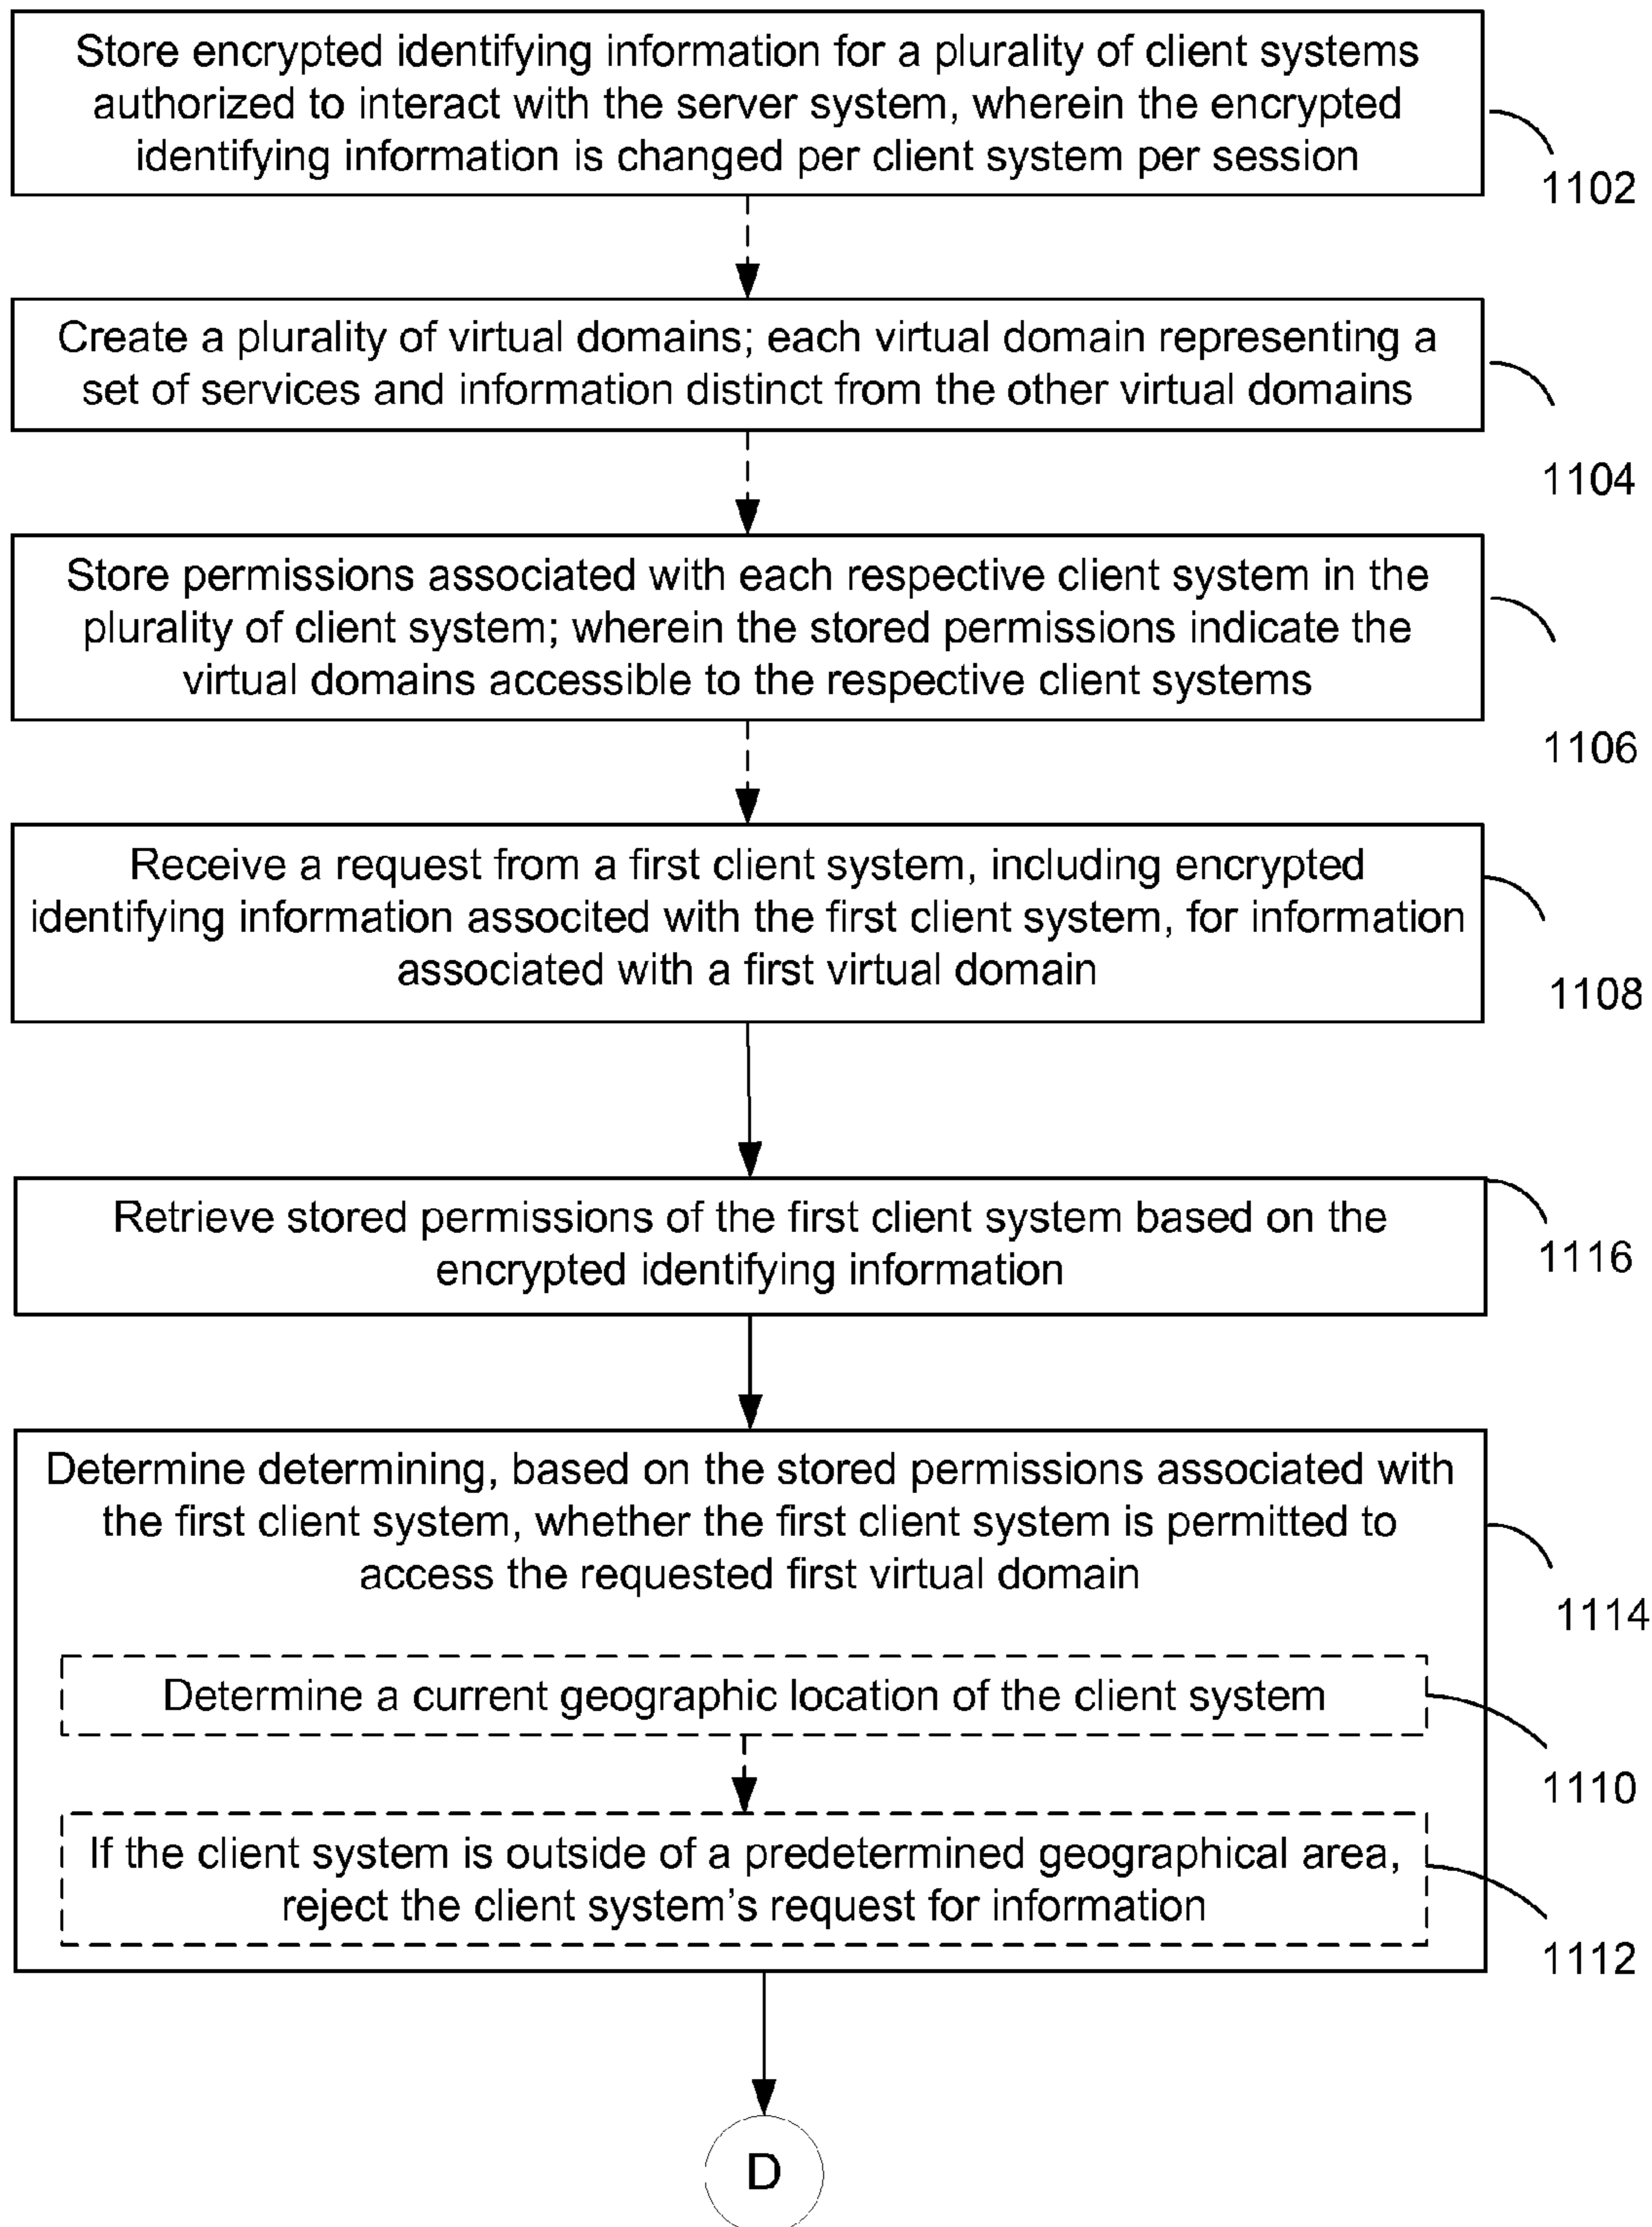 Store encrypted identifying information for a plurality of client systems
authorized to interact with the server system, wherein the encrypted
identifying information is changed per client system per session
1102
Create a plurality of virtual domains; each virtual domain representing a
set of services and information distinct from the other virtual domains
1104
Store permissions associated with each respective client system in the
plurality of client system; wherein the stored permissions indicate the
virtual domains accessible to the respective client systems
1106
Receive a request from a first client system, including encrypted
identifying information associted with the first client system, for information
associated with a first virtual domain
1108
Retrieve stored permissions of the first client system based on the
encrypted identifying information
1116
Determine determining, based on the stored permissions associated with
the first client system, whether the first client system is permitted to
access the requested first virtual domain
1114
Determine a current geographic location of the client system
1110
If the client system is outside of a predetermined geographical area,
reject the client system's request for information
1112
D